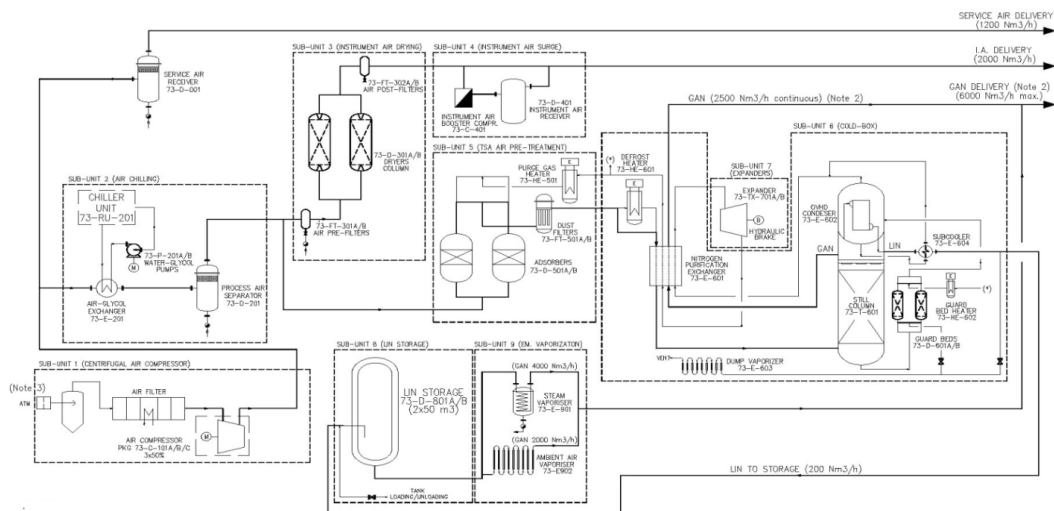 SERVICE AIR DELIVERY
(1200 Nm3/h)
I.A. DELIVERY
(2000 Nm3/h)
GAN DELIVERY (Note 2)
(6000 Nm3/h max.)
GAN (2500 Nm3/h continuous) (Note 2)
SERVICE AIR
RECEIVER
73-D-001
SUB-UNIT 3 (INSTRUMENT AIR DRYING)
73-FT-302A/B
AIR POST-FILTERS
73-D-301A/B
DRYERS
COLUMN
73-FT-301A/B
AIR PRE-FILTERS
SUB-UNIT 4 (INSTRUMENT AIR SURGE)
INSTRUMENT AIR
BOOSTER COMPR.
73-C-401
73-D-401
INSTRUMENT AIR
RECEIVER
SUB-UNIT 5 (TSA AIR PRE-TREATMENT)
PURGE GAS
HEATER
73-HE-501
E
(*)
DUST
FILTERS
73-FT-501A/B
ADSORBERS
73-D-501A/B
DEFROST
HEATER
73-HE-601
E
SUB-UNIT 6 (COLD-BOX)
SUB-UNIT 7
(EXPANDERS)
EXPANDER
73-TX-701A/B
B
HYDRAULIC
BRAKE
NITROGEN
PURIFICATION
EXCHANGER
73-E-601
OVHD
CONDESER
73-E-602
GAN
LIN
SUBCOOLER
73-E-604
STILL
COLUMN
73-T-601
E
(*)
GUARD
BED HEATER
73-HE-602
GUARD BEDS
73-D-601A/B
VENT
DUMP VAPORIZER
73-E-603
SUB-UNIT 2 (AIR CHILLING)
CHILLER
UNIT
73-RU-201
73-P-201A/B
WATER-GLYCOL
PUMPS
M
AIR-GLYCOL
EXCHANGER
73-E-201
PROCESS AIR
SEPARATOR
73-D-201
SUB-UNIT 1 (CENTRIFUGAL AIR COMPRESSOR)
(Note 3)
ATM
AIR FILTER
M
AIR COMPRESSOR
PKG 73-C-101A/B/C
3x50%
SUB-UNIT 8 (LIN STORAGE)
LIN STORAGE
73-D-801A/B
(2x50 m3)
TANK
LOADING/UNLOADING
SUB-UNIT 9 (EM. VAPORIZATION)
(GAN 4000 Nm3/h)
STEAM
VAPORISER
73-E-901
(GAN 2000 Nm3/h)
AMBIENT AIR
VAPORISER
73-E902
LIN TO STORAGE (200 Nm3/h)